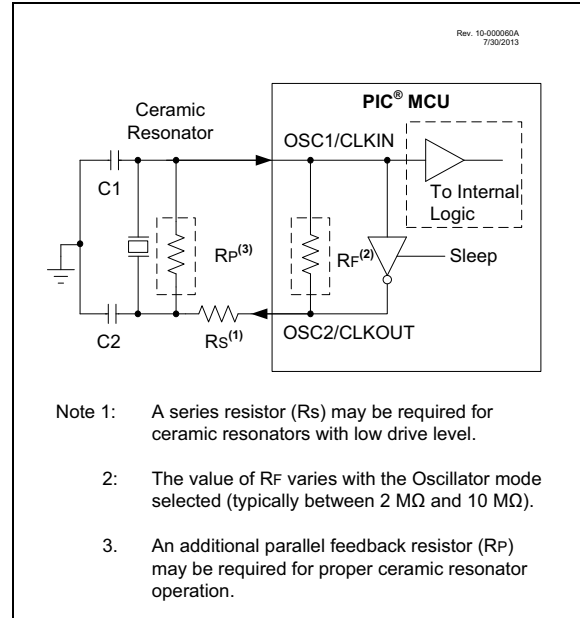 Rev. 10-000060A
7/30/2013
PIC® MCU
Ceramic
Resonator
OSC1/CLKIN
C1
To Internal
Logic
RP(3)
RF(2)
Sleep
C2
RS(1)
OSC2/CLKOUT
Note 1: A series resistor (Rs) may be required for
ceramic resonators with low drive level.
2: The value of RF varies with the Oscillator mode
selected (typically between 2 MΩ and 10 MΩ).
3. An additional parallel feedback resistor (RP)
may be required for proper ceramic resonator
operation.